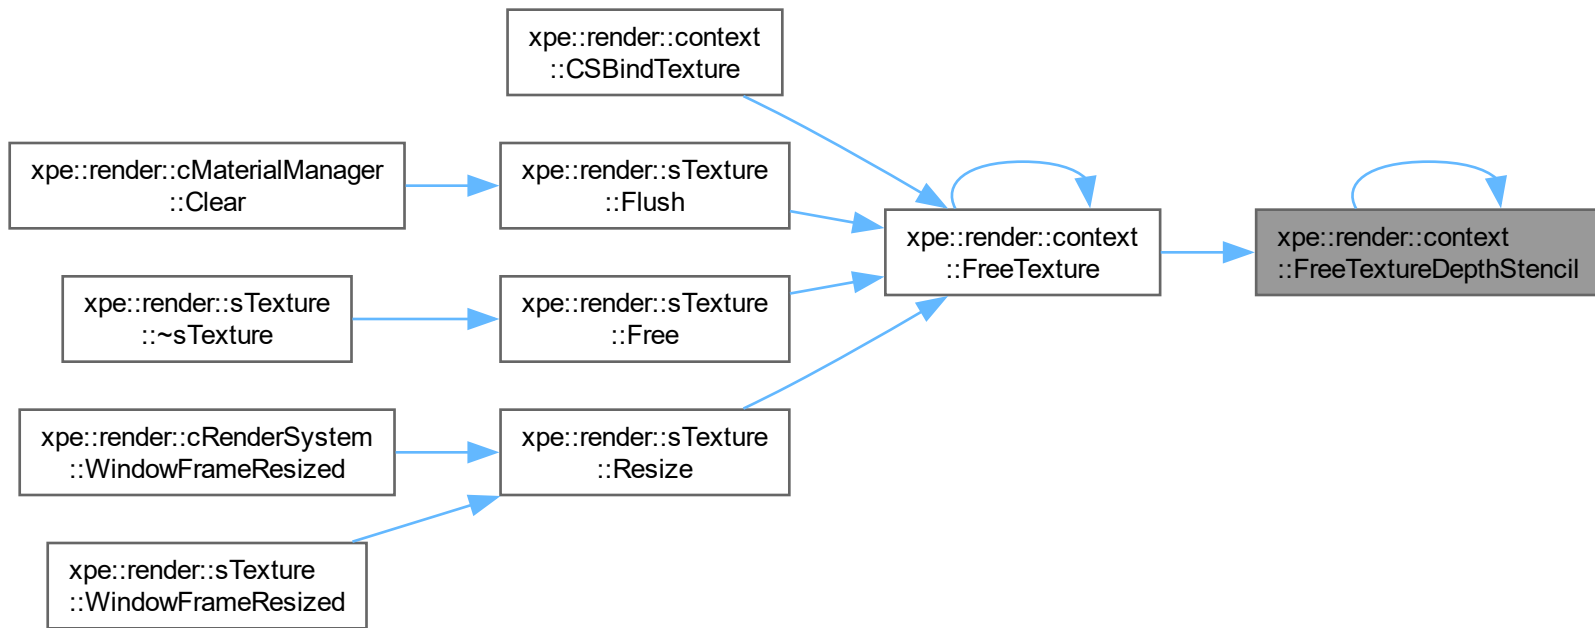 xpe::render::context
::CSBindTexture
xpe::render::cMaterialManager
::Clear
xpe::render::sTexture
::Flush
xpe::render::context
::FreeTexture
xpe::render::context
::FreeTextureDepthStencil
xpe::render::sTexture
::~sTexture
xpe::render::sTexture
::Free
xpe::render::cRenderSystem
::WindowFrameResized
xpe::render::sTexture
::Resize
xpe::render::sTexture
::WindowFrameResized